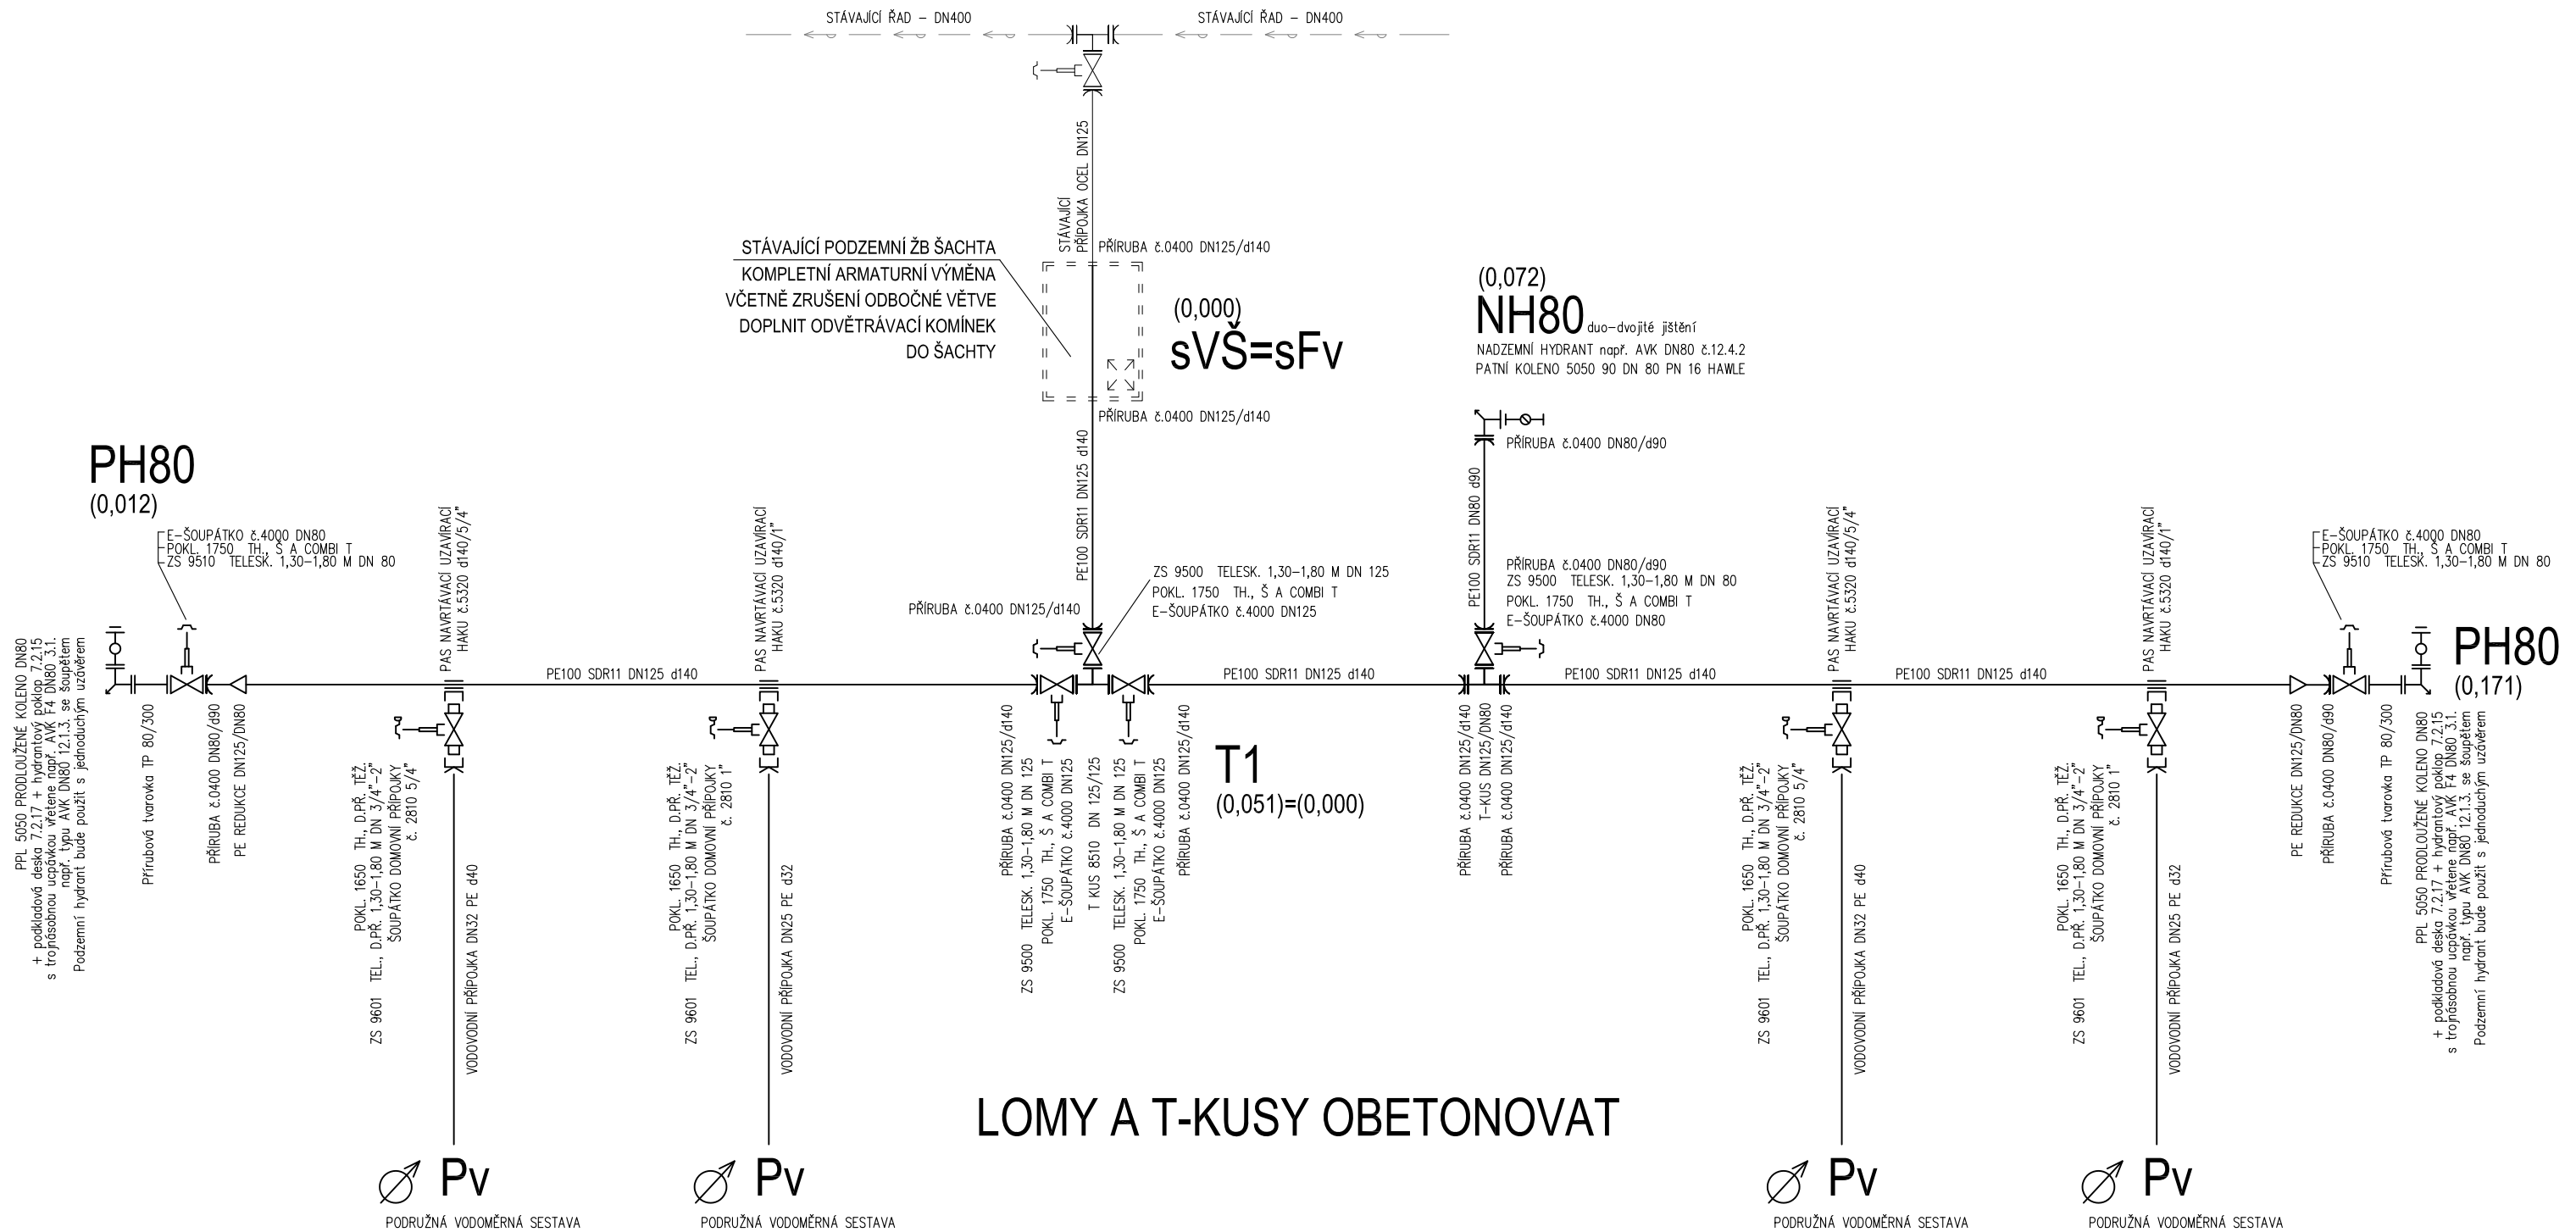 STÁVAJÍCÍ ŘAD - DN400
STÁVAJÍCÍ ŘAD - DN400
STÁVAJÍCÍ
PŘÍPOJKA OCEL DN125
STÁVAJÍCÍ PODZEMNÍ ŽB ŠACHTA
KOMPLETNÍ ARMATURNÍ VÝMĚNA
VČETNĚ ZRUŠENÍ ODBOČNÉ VĚTVE
DOPLNIT ODVĚTRÁVACÍ KOMÍNEK
DO ŠACHTY
PŘÍRUBA č.0400 DN125/d140
(0,000)
sVŠ=sFv
PŘÍRUBA č.0400 DN125/d140
(0,072)
NH80 duo-dvojité jištění
NADZEMNÍ HYDRANT např. AVK DN80 č.12.4.2
PATNÍ KOLENO 5050 90 DN 80 PN 16 HAWLE
PŘÍRUBA č.0400 DN80/d90
PE100 SDR11 DN80 d90
PŘÍRUBA č.0400 DN80/d90
ZS 9500 TELESK. 1,30-1,80 M DN 80
POKL. 1750 TH., Š A COMBI T
E-ŠOUPÁTKO č.4000 DN80
PE100 SDR11 DN125 d140
PŘÍRUBA č.0400 DN125/d140
ZS 9500 TELESK. 1,30-1,80 M DN 125
POKL. 1750 TH., Š A COMBI T
E-ŠOUPÁTKO č.4000 DN125
PH80
(0,012)
E-ŠOUPÁTKO č.4000 DN80
POKL. 1750 TH., Š A COMBI T
ZS 9510 TELESK. 1,30-1,80 M DN 80
PPL 5050 PRODLOUŽENÉ KOLENO DN80
+ podkladová deska 7.2.17 + hydrantový poklop 7.2.15
s trojnásobnou ucpávkou vřetene např. AVK F4 DN80 3.1.
např. typu AVK DN80 12.1.3. se šoupětem
Podzemní hydrant bude použit s jednoduchým uzávěrem
Přírubová tvarovka TP 80/300
PŘÍRUBA č.0400 DN80/d90
PE REDUKCE DN125/DN80
PAS NAVRTÁVACÍ UZAVÍRACÍ
HAKU č.5320 d140/5/4"
POKL. 1650 TH., D.PŘ. TĚŽ.
ZS 9601 TEL., D.PŘ. 1,30-1,80 M DN 3/4"-2"
ŠOUPÁTKO DOMOVNÍ PŘÍPOJKY
č. 2810 5/4"
VODOVODNÍ PŘÍPOJKA DN32 PE d40
PE100 SDR11 DN125 d140
PAS NAVRTÁVACÍ UZAVÍRACÍ
HAKU č.5320 d140/1"
POKL. 1650 TH., D.PŘ. TĚŽ.
ZS 9601 TEL., D.PŘ. 1,30-1,80 M DN 3/4"-2"
ŠOUPÁTKO DOMOVNÍ PŘÍPOJKY
č. 2810 1"
VODOVODNÍ PŘÍPOJKA DN25 PE d32
PŘÍRUBA č.0400 DN125/d140
ZS 9500 TELESK. 1,30-1,80 M DN 125
POKL. 1750 TH., Š A COMBI T
E-ŠOUPÁTKO č.4000 DN125
T KUS 8510 DN 125/125
ZS 9500 TELESK. 1,30-1,80 M DN 125
POKL. 1750 TH., Š A COMBI T
E-ŠOUPÁTKO č.4000 DN125
PŘÍRUBA č.0400 DN125/d140
T1
(0,051)=(0,000)
PE100 SDR11 DN125 d140
PŘÍRUBA č.0400 DN125/d140
T-KUS DN125/DN80
PŘÍRUBA č.0400 DN125/d140
PE100 SDR11 DN125 d140
PAS NAVRTÁVACÍ UZAVÍRACÍ
HAKU č.5320 d140/5/4"
POKL. 1650 TH., D.PŘ. TĚŽ.
ZS 9601 TEL., D.PŘ. 1,30-1,80 M DN 3/4"-2"
ŠOUPÁTKO DOMOVNÍ PŘÍPOJKY
č. 2810 5/4"
VODOVODNÍ PŘÍPOJKA DN32 PE d40
PE100 SDR11 DN125 d140
PAS NAVRTÁVACÍ UZAVÍRACÍ
HAKU č.5320 d140/1"
POKL. 1650 TH., D.PŘ. TĚŽ.
ZS 9601 TEL., D.PŘ. 1,30-1,80 M DN 3/4"-2"
ŠOUPÁTKO DOMOVNÍ PŘÍPOJKY
č. 2810 1"
VODOVODNÍ PŘÍPOJKA DN25 PE d32
E-ŠOUPÁTKO č.4000 DN80
POKL. 1750 TH., Š A COMBI T
ZS 9510 TELESK. 1,30-1,80 M DN 80
PH80
(0,171)
PE REDUKCE DN125/DN80
PŘÍRUBA č.0400 DN80/d90
Přírubová tvarovka TP 80/300
PPL 5050 PRODLOUŽENÉ KOLENO DN80
+ podkladová deska 7.2.17 + hydrantový poklop 7.2.15
s trojnásobnou ucpávkou vřetene např. AVK F4 DN80 3.1.
např. typu AVK DN80 12.1.3. se šoupětem
Podzemní hydrant bude použit s jednoduchým uzávěrem
LOMY A T-KUSY OBETONOVAT
Pv
PODRUŽNÁ VODOMĚRNÁ SESTAVA
Pv
PODRUŽNÁ VODOMĚRNÁ SESTAVA
Pv
PODRUŽNÁ VODOMĚRNÁ SESTAVA
Pv
PODRUŽNÁ VODOMĚRNÁ SESTAVA